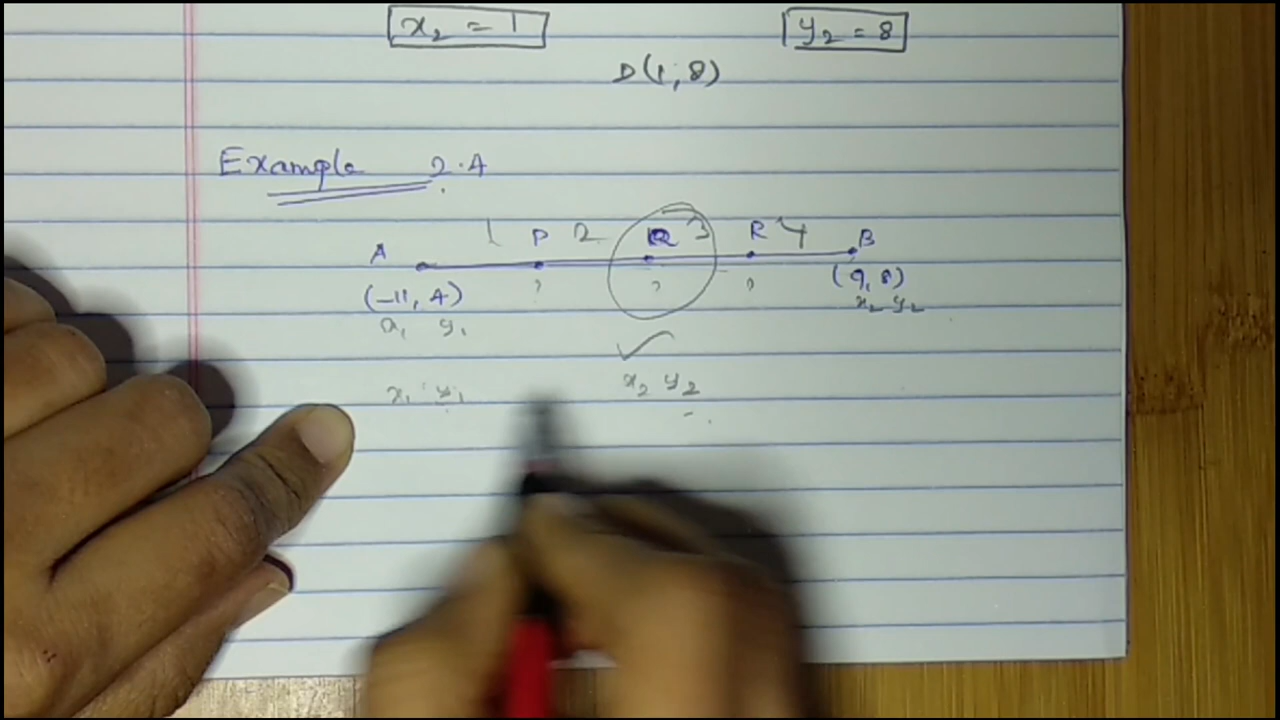 x₂ = 1 y₂ = 8
D(1, 8)
Example 2.4
1 P 2 Q 3 R 4 B
A
? ? ?
(-11, 4) (9, 8)
x₁ y₁ x₂ y₂
x₁ y₁ x₂ y₂